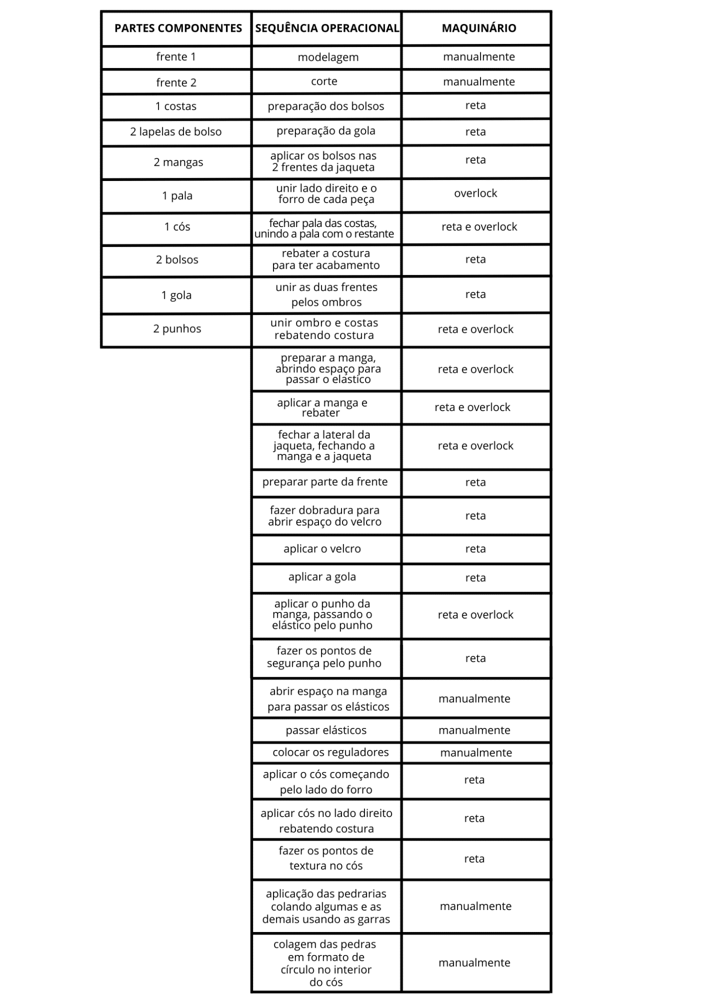 PARTES COMPONENTES SEQUÊNCIA OPERACIONAL MAQUINÁRIO
frente 1 modelagem manualmente
frente 2 corte manualmente
1 costas preparação dos bolsos reta
2 lapelas de bolso preparação da gola reta
2 mangas aplicar os bolsos nas
2 frentes da jaqueta reta
1 pala unir lado direito e o
forro de cada peça overlock
1 cós fechar pala das costas,
unindo a pala com o restante reta e overlock
2 bolsos rebater a costura
para ter acabamento reta
1 gola unir as duas frentes
pelos ombros reta
2 punhos unir ombro e costas
rebatendo costura reta e overlock
preparar a manga,
abrindo espaço para
passar o elastico reta e overlock
aplicar a manga e
rebater reta e overlock
fechar a lateral da
jaqueta, fechando a
manga e a jaqueta reta e overlock
preparar parte da frente reta
fazer dobradura para
abrir espaço do velcro reta
aplicar o velcro reta
aplicar a gola reta
aplicar o punho da
manga, passando o
elástico pelo punho reta e overlock
fazer os pontos de
segurança pelo punho reta
abrir espaço na manga
para passar os elásticos manualmente
passar elásticos manualmente
colocar os reguladores manualmente
aplicar o cós começando
pelo lado do forro reta
aplicar cós no lado direito
rebatendo costura reta
fazer os pontos de
textura no cós reta
aplicação das pedrarias
colando algumas e as
demais usando as garras manualmente
colagem das pedras
em formato de
círculo no interior
do cós manualmente